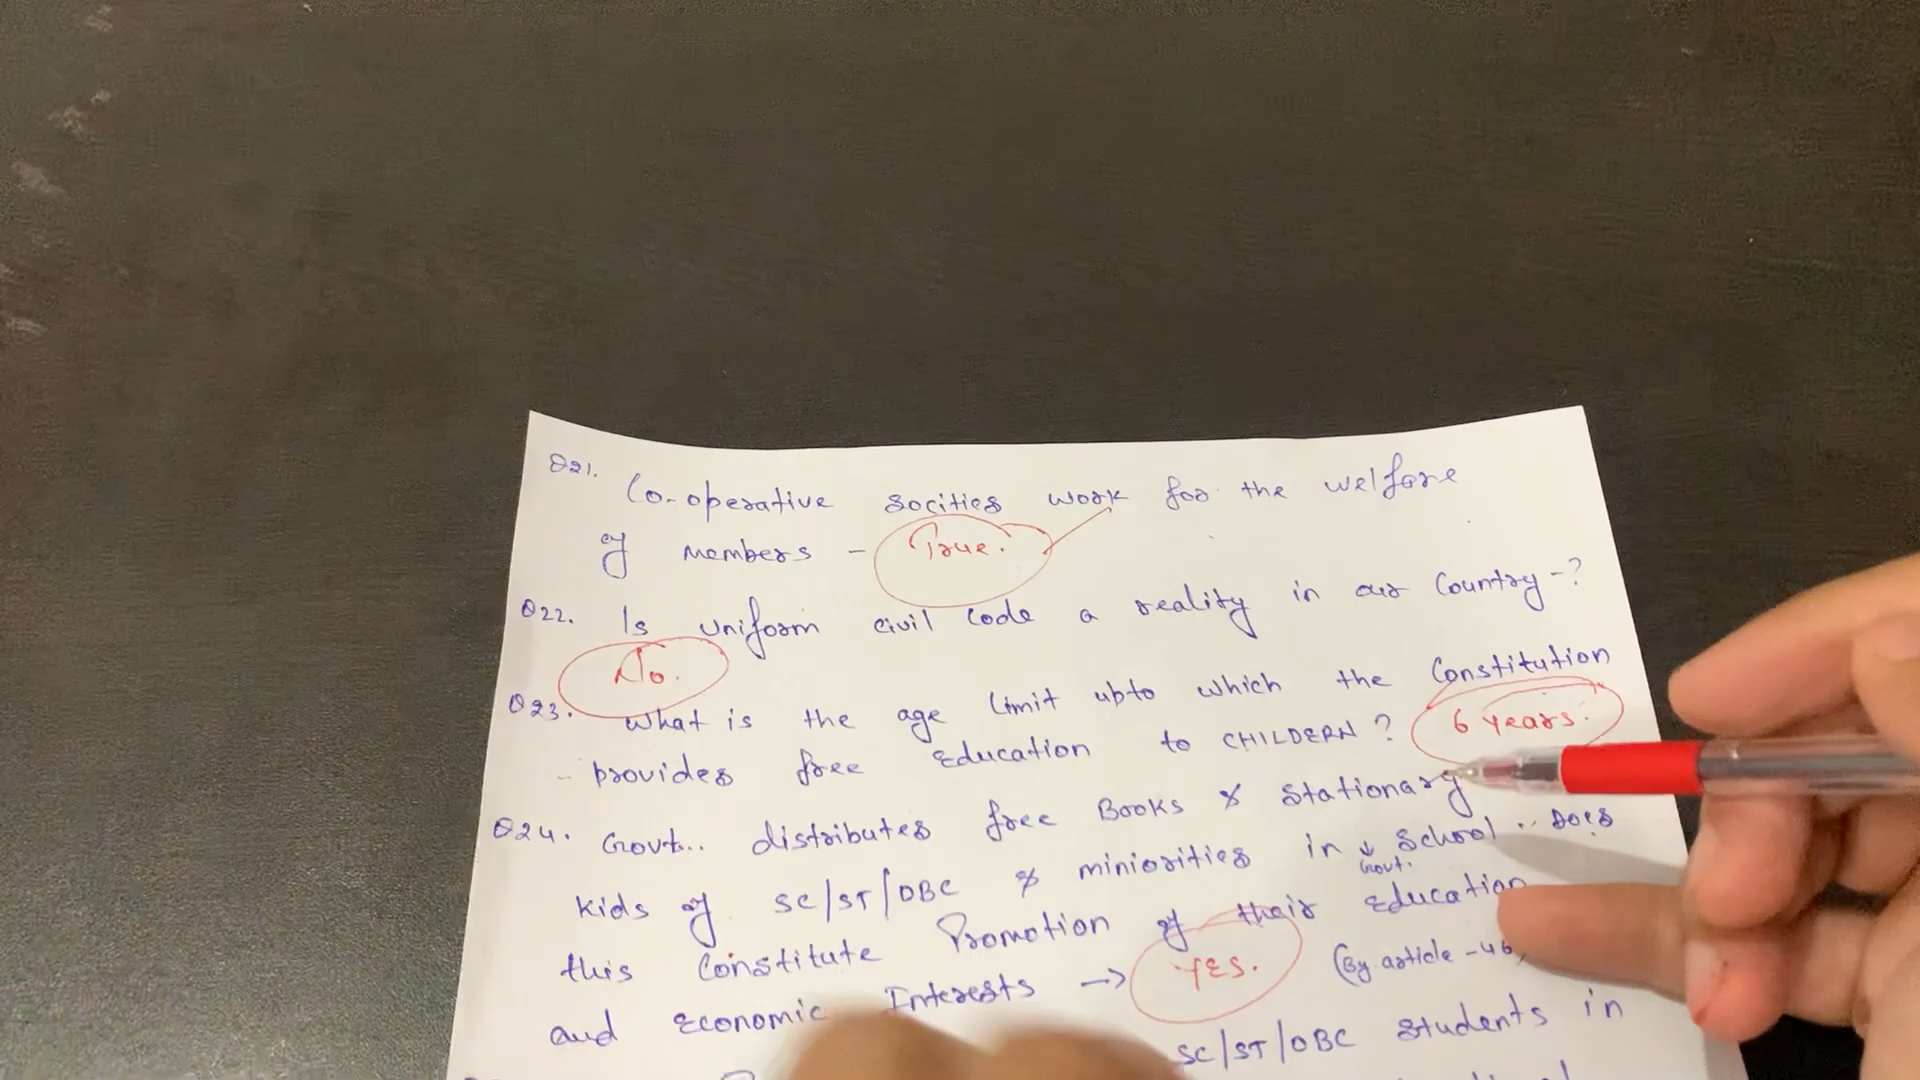 Q21. Co-operative socities work for the welfare
of members - True.
Q22. Is uniform civil code a reality in our Country-?
No.
Q23. What is the age limit upto which the Constitution
- provides free Education to CHILDERN? 6 years.
Q24. Govt.. distributes free Books & stationary
kids of SC/ST/OBC & miniorities in ↓ School .. Does
Govt.
this constitute Promotion of their Education
and Economic Interests → YES. (By article -46)
SC/ST/OBC students in